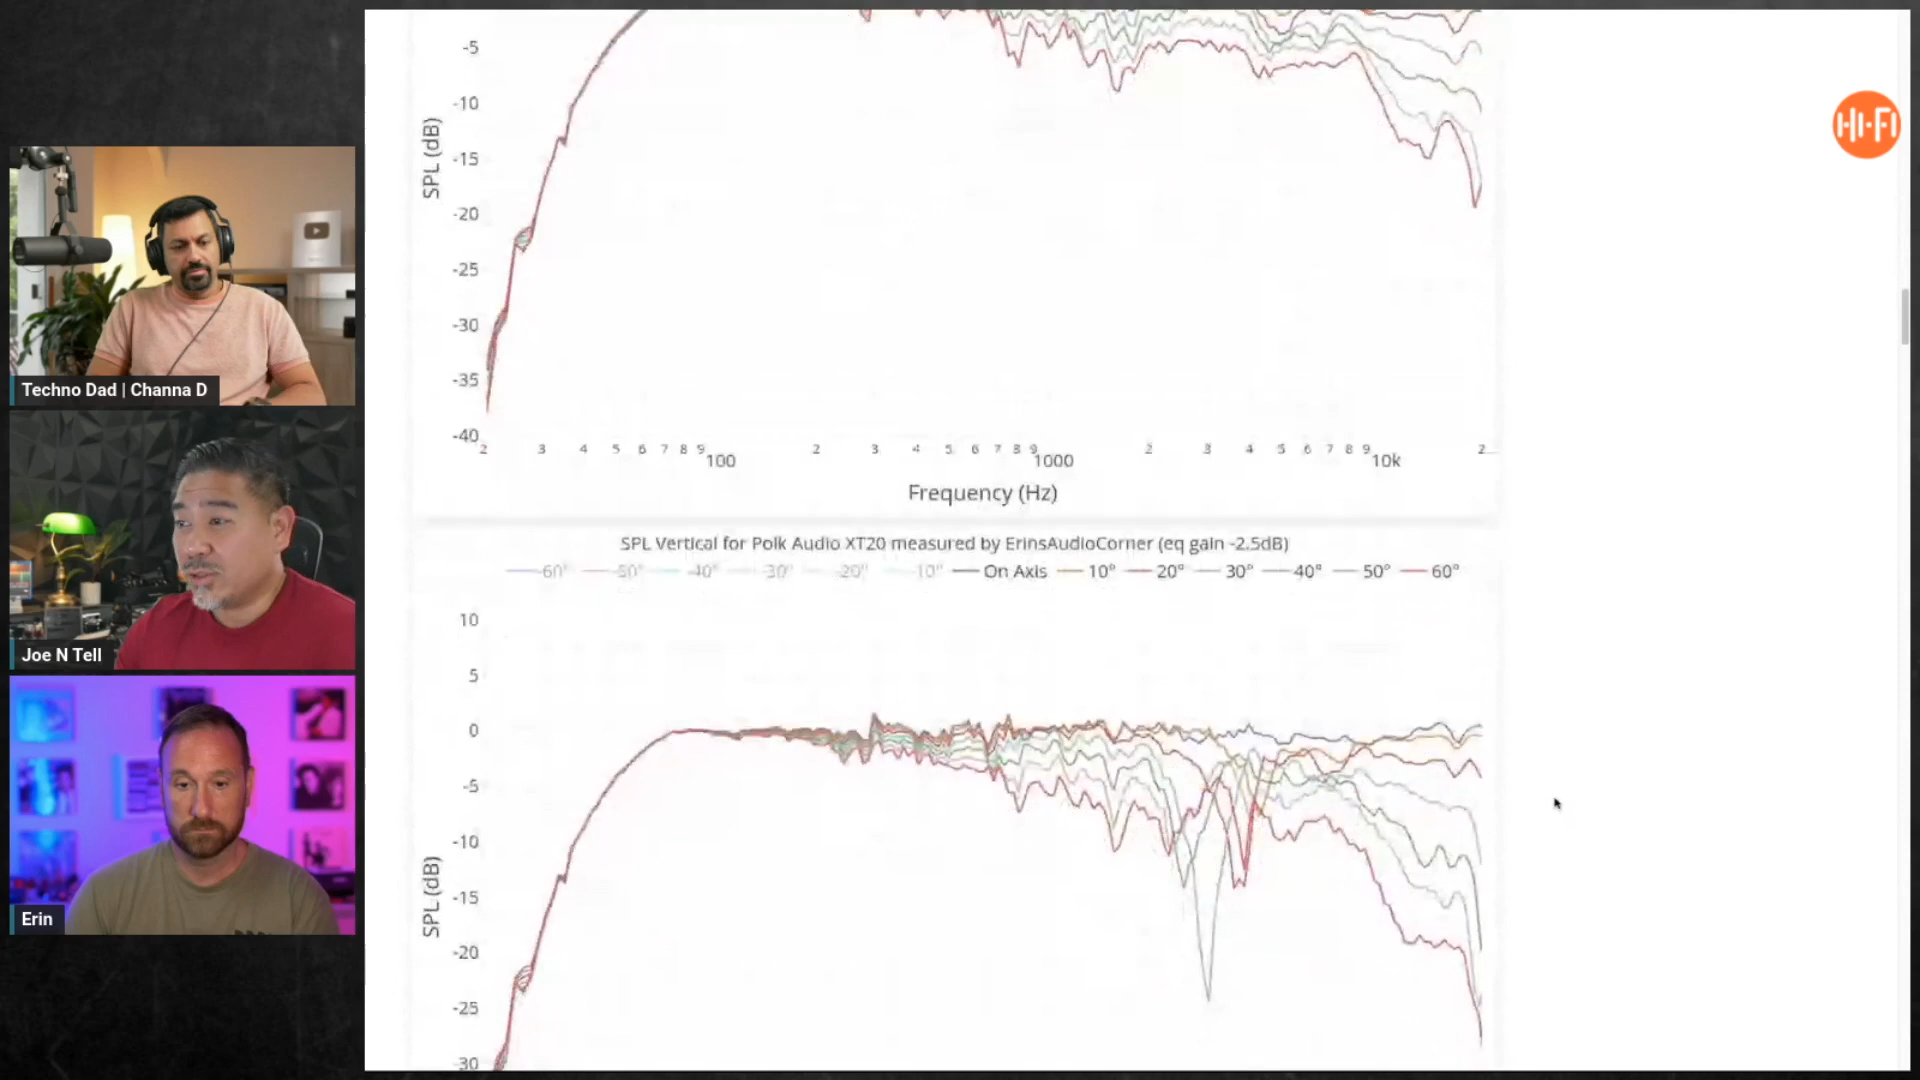 -5
-10
-15
-20
-25
-30
-35
-40
SPL (dB)
2 3 4 5 6 7 8 9 100 2 3 4 5 6 7 8 9 1000 2 3 4 5 6 7 8 9 10k 2...
Frequency (Hz)
SPL Vertical for Polk Audio XT20 measured by ErinsAudioCorner (eq gain -2.5dB)
-60° -50° -40° -30° -20° -10° On Axis 10° 20° 30° 40° 50° 60°
10
5
0
-5
-10
-15
-20
-25
-30
SPL (dB)
Techno Dad | Channa D
Joe N Tell
Erin
HI-FI